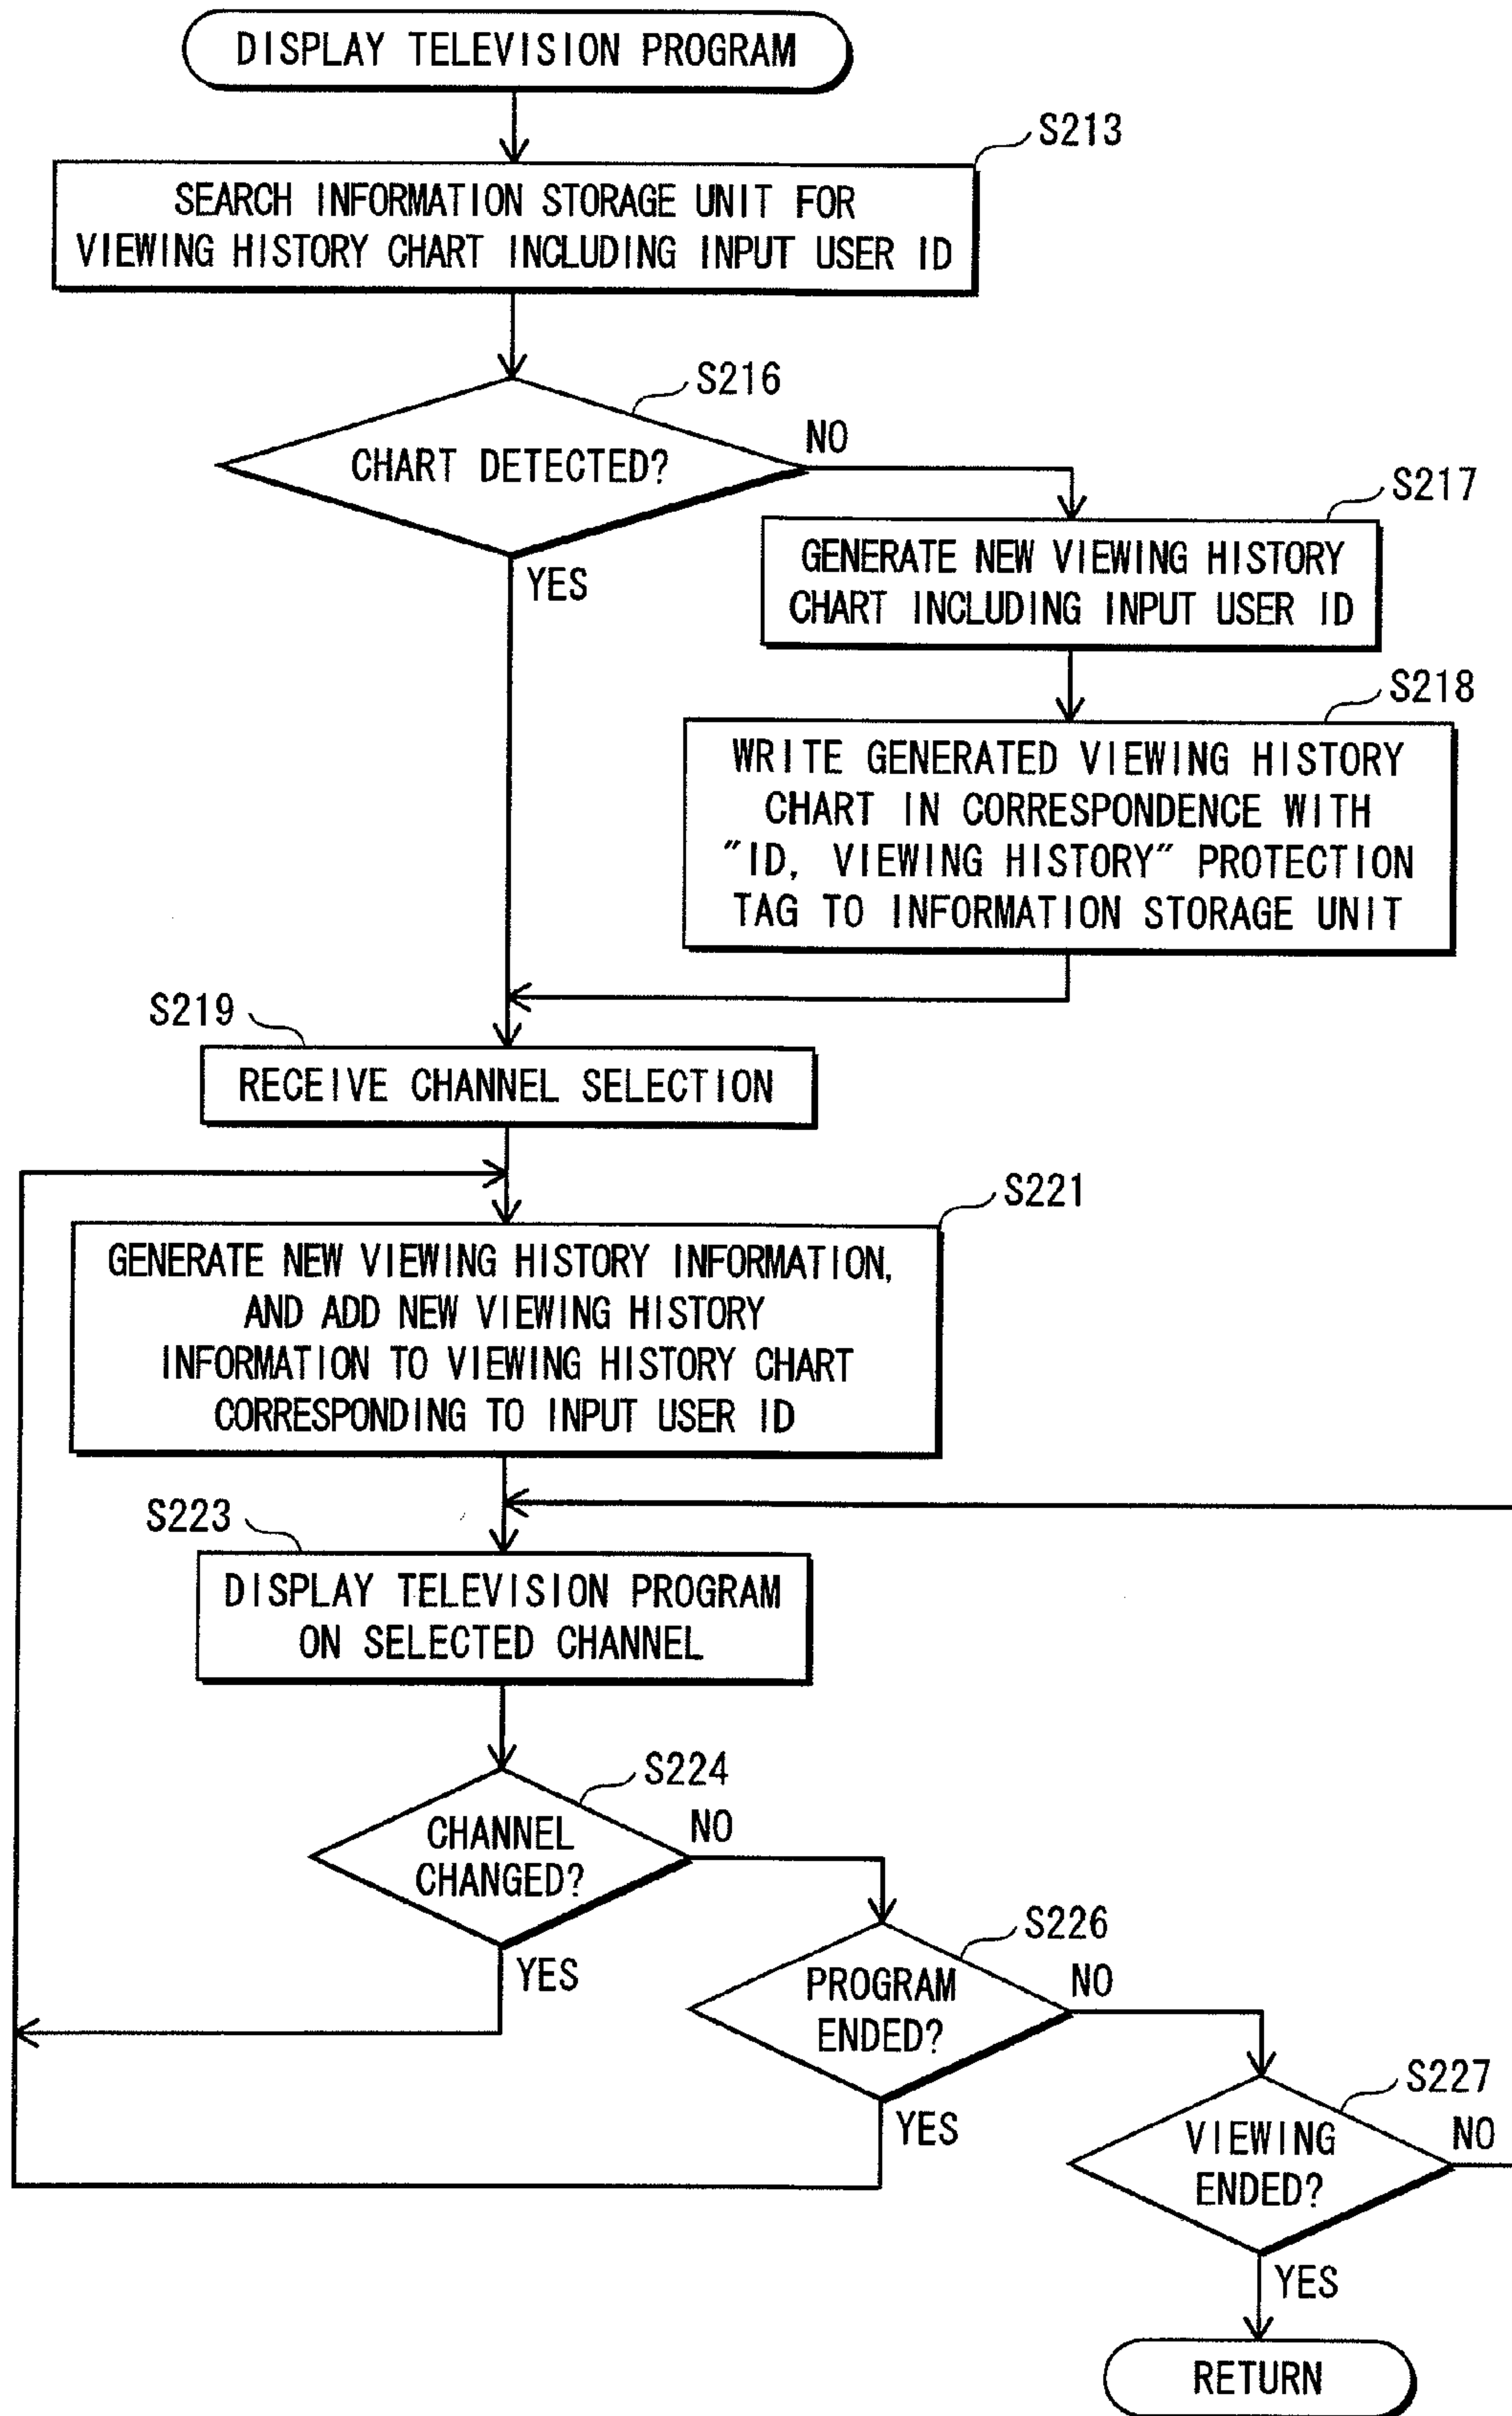 DISPLAY TELEVISION PROGRAM
S213
SEARCH INFORMATION STORAGE UNIT FOR
VIEWING HISTORY CHART INCLUDING INPUT USER ID
S216
CHART DETECTED?
NO
YES
S217
GENERATE NEW VIEWING HISTORY
CHART INCLUDING INPUT USER ID
S218
WRITE GENERATED VIEWING HISTORY
CHART IN CORRESPONDENCE WITH
"ID, VIEWING HISTORY" PROTECTION
TAG TO INFORMATION STORAGE UNIT
S219
RECEIVE CHANNEL SELECTION
S221
GENERATE NEW VIEWING HISTORY INFORMATION,
AND ADD NEW VIEWING HISTORY
INFORMATION TO VIEWING HISTORY CHART
CORRESPONDING TO INPUT USER ID
S223
DISPLAY TELEVISION PROGRAM
ON SELECTED CHANNEL
S224
CHANNEL
CHANGED?
NO
YES
S226
PROGRAM
ENDED?
NO
YES
S227
VIEWING
ENDED?
NO
YES
RETURN